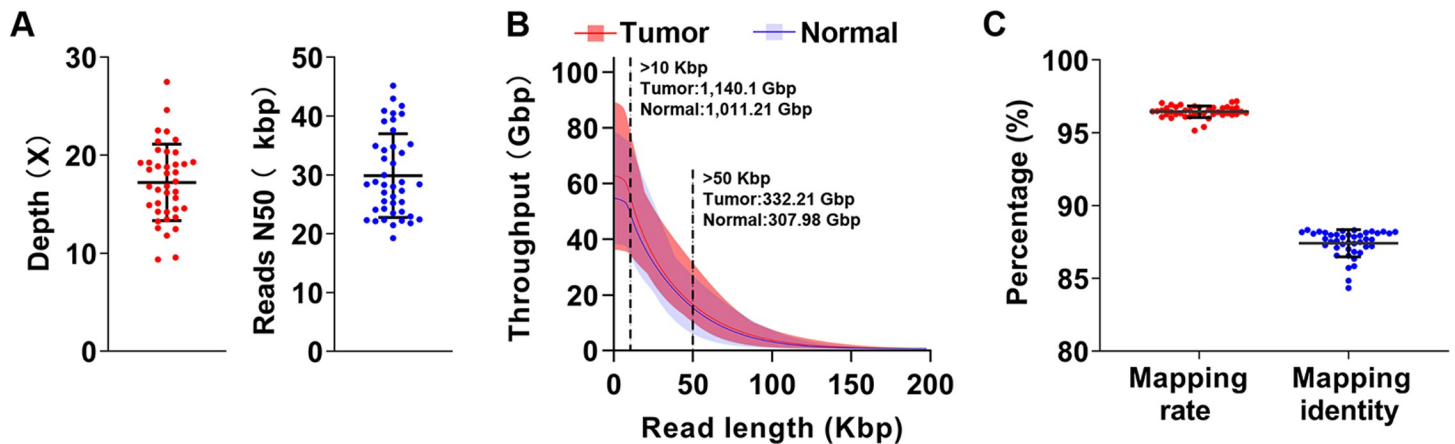 A
Depth (X)
30
20
10
0
Reads N50 ( kbp)
50
40
30
20
10
0
B
Tumor
Normal
Throughput (Gbp)
100
80
60
40
20
0
>10 Kbp
Tumor:1,140.1 Gbp
Normal:1,011.21 Gbp
>50 Kbp
Tumor:332.21 Gbp
Normal:307.98 Gbp
0
50
100
150
200
Read length (Kbp)
C
Percentage (%)
100
95
90
85
80
Mapping
rate
Mapping
identity